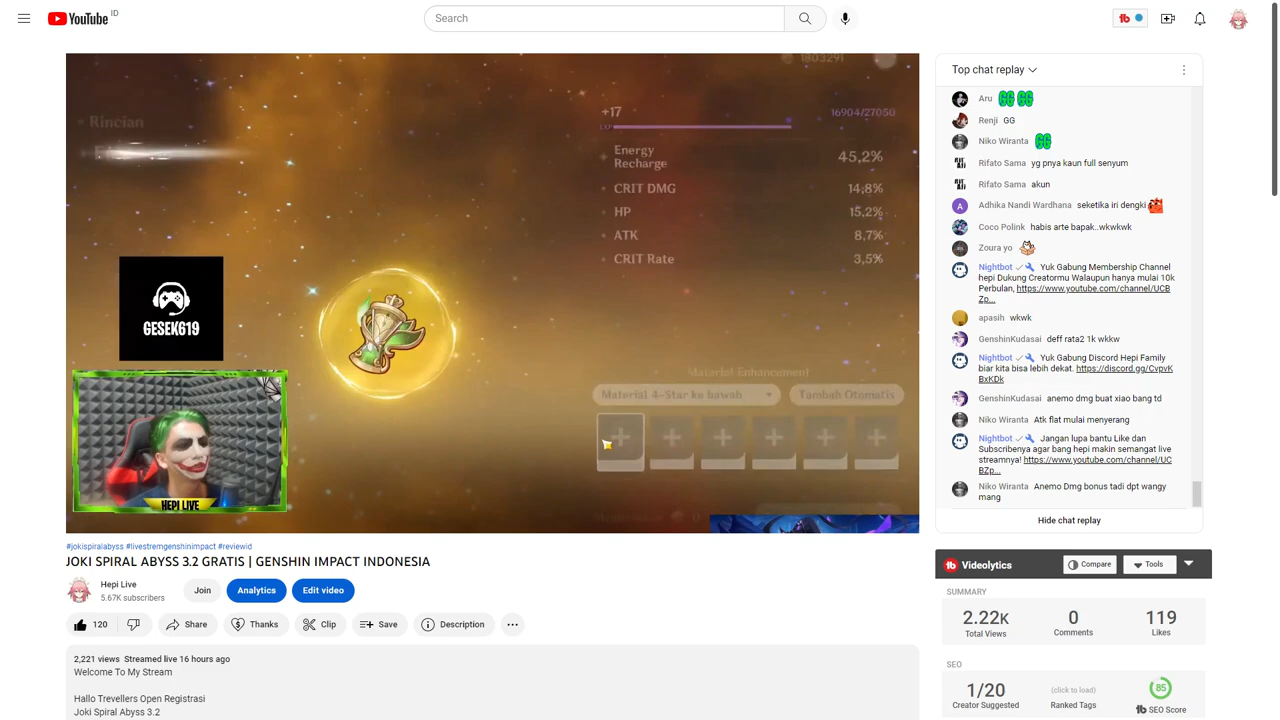 YouTube ID
Search
tb
Rincian
1803291
+17
16904/27050
EXP
Energy
Recharge
45,2%
CRIT DMG
14,8%
HP
15,2%
ATK
8,7%
CRIT Rate
3,5%
GESEK619
HEPI LIVE
Material Enhancement
Material 4-Star ke bawah
Tambah Otomatis
#jokispiralabyss #livestremgenshinimpact #reviewid
JOKI SPIRAL ABYSS 3.2 GRATIS | GENSHIN IMPACT INDONESIA
Hepi Live
5.67K subscribers
Join
Analytics
Edit video
120
Share
Thanks
Clip
Save
Description
2,221 views Streamed live 16 hours ago
Welcome To My Stream
Hallo Trevellers Open Registrasi
Joki Spiral Abyss 3.2
Top chat replay
Aru GG GG
Renji GG
Niko Wiranta GG
Rifato Sama yg pnya kaun full senyum
Rifato Sama akun
A Adhika Nandi Wardhana seketika iri dengki
Coco Polink habis arte bapak..wkwkwk
Zoura yo
Nightbot Yuk Gabung Membership Channel
hepi Dukung Creatormu Walaupun hanya mulai 10k
Perbulan, https://www.youtube.com/channel/UCB
Zp...
apasih wkwk
GenshinKudasai deff rata2 1k wkkw
Nightbot Yuk Gabung Discord Hepi Family
biar kita bisa lebih dekat. https://discord.gg/CvpvK
BxKDk
GenshinKudasai anemo dmg buat xiao bang td
Niko Wiranta Atk flat mulai menyerang
Nightbot Jangan lupa bantu Like dan
Subscribenya agar bang hepi makin semangat live
streamnya! https://www.youtube.com/channel/UC
BZp...
Niko Wiranta Anemo Dmg bonus tadi dpt wangy
mang
Hide chat replay
tb Videolytics
Compare
Tools
SUMMARY
2.22K
Total Views
0
Comments
119
Likes
SEO
1/20
Creator Suggested
(click to load)
Ranked Tags
85
tb SEO Score